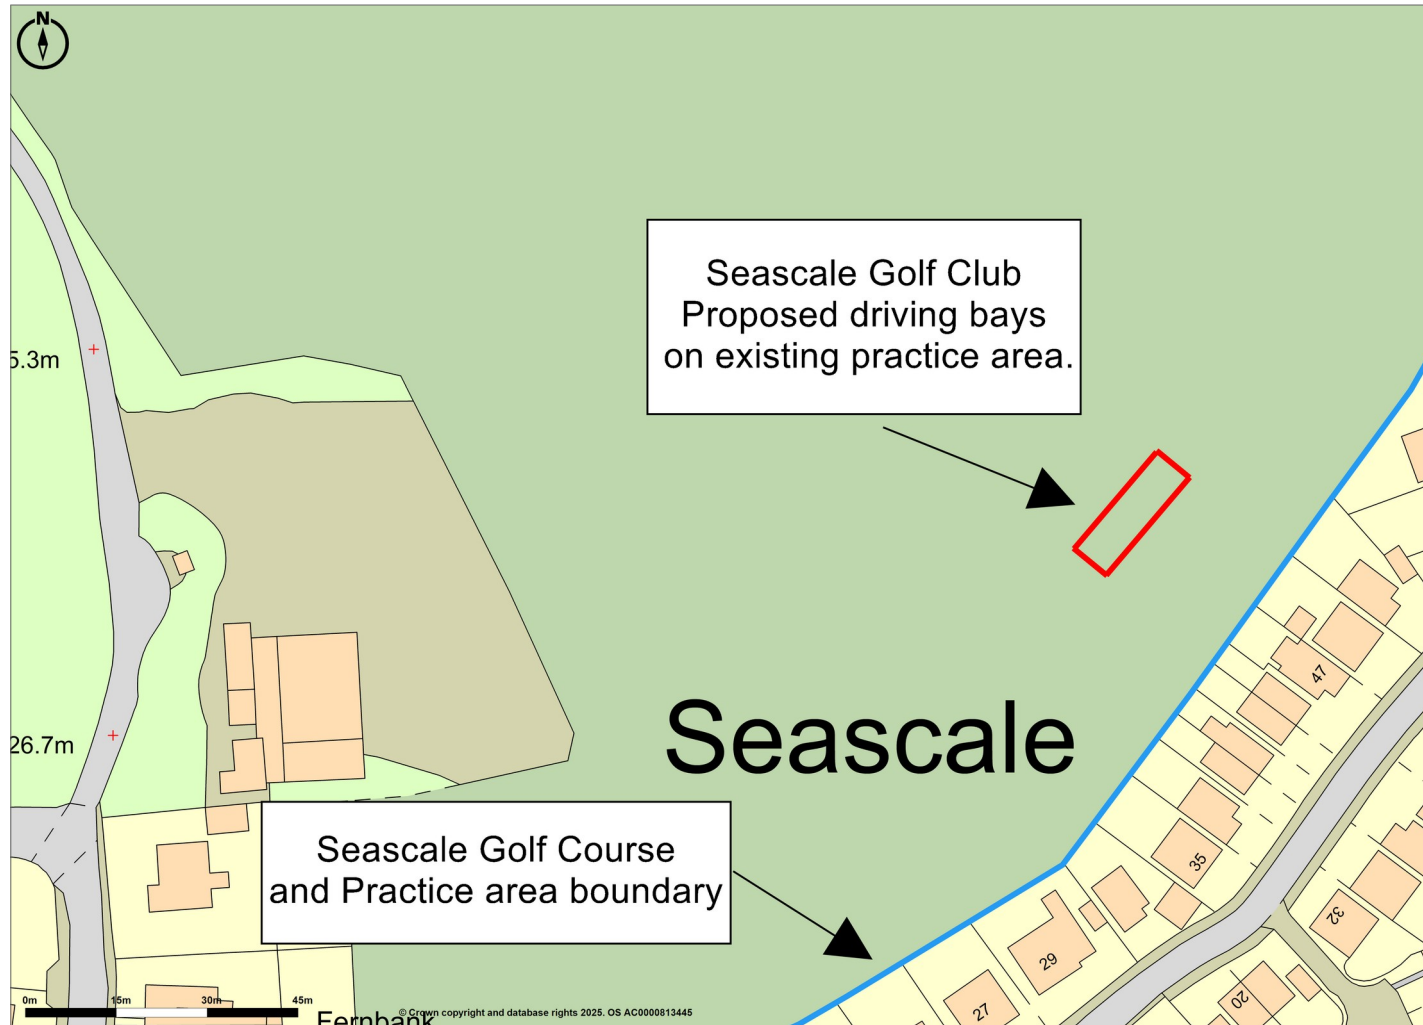 N
Seascale Golf Club
Proposed driving bays
on existing practice area.
5.3m
47
26.7m
Seascale
Seascale Golf Course
and Practice area boundary
35
32
29
27
20
0m 15m 30m 45m
Fernbank
© Crown copyright and database rights 2025. OS AC0000813445